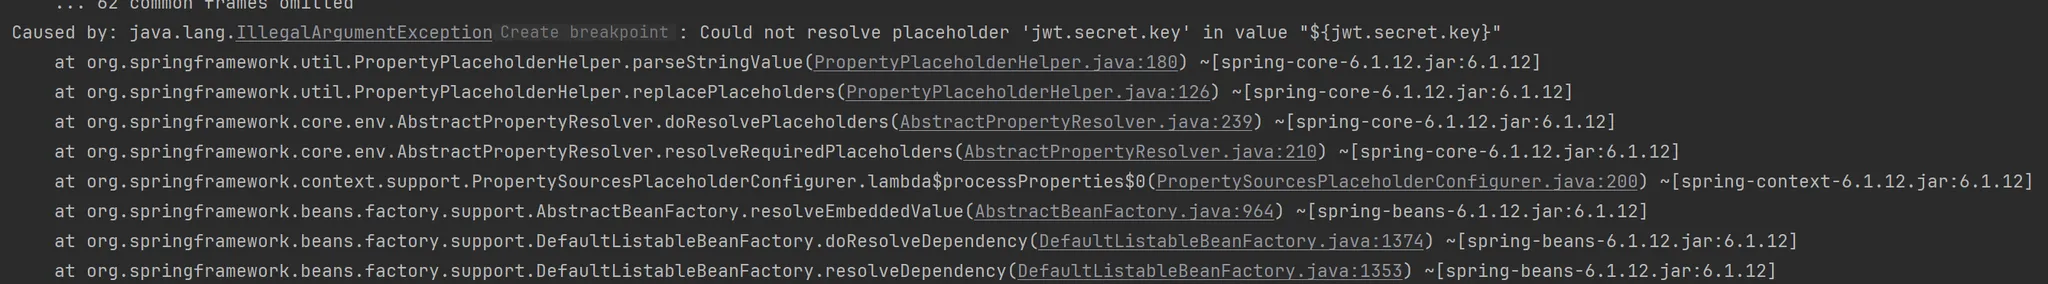 ... 62 common frames omitted
Caused by: java.lang.IllegalArgumentException Create breakpoint : Could not resolve placeholder 'jwt.secret.key' in value "${jwt.secret.key}"
at org.springframework.util.PropertyPlaceholderHelper.parseStringValue(PropertyPlaceholderHelper.java:180) ~[spring-core-6.1.12.jar:6.1.12]
at org.springframework.util.PropertyPlaceholderHelper.replacePlaceholders(PropertyPlaceholderHelper.java:126) ~[spring-core-6.1.12.jar:6.1.12]
at org.springframework.core.env.AbstractPropertyResolver.doResolvePlaceholders(AbstractPropertyResolver.java:239) ~[spring-core-6.1.12.jar:6.1.12]
at org.springframework.core.env.AbstractPropertyResolver.resolveRequiredPlaceholders(AbstractPropertyResolver.java:210) ~[spring-core-6.1.12.jar:6.1.12]
at org.springframework.context.support.PropertySourcesPlaceholderConfigurer.lambda$processProperties$0(PropertySourcesPlaceholderConfigurer.java:200) ~[spring-context-6.1.12.jar:6.1.12]
at org.springframework.beans.factory.support.AbstractBeanFactory.resolveEmbeddedValue(AbstractBeanFactory.java:964) ~[spring-beans-6.1.12.jar:6.1.12]
at org.springframework.beans.factory.support.DefaultListableBeanFactory.doResolveDependency(DefaultListableBeanFactory.java:1374) ~[spring-beans-6.1.12.jar:6.1.12]
at org.springframework.beans.factory.support.DefaultListableBeanFactory.resolveDependency(DefaultListableBeanFactory.java:1353) ~[spring-beans-6.1.12.jar:6.1.12]